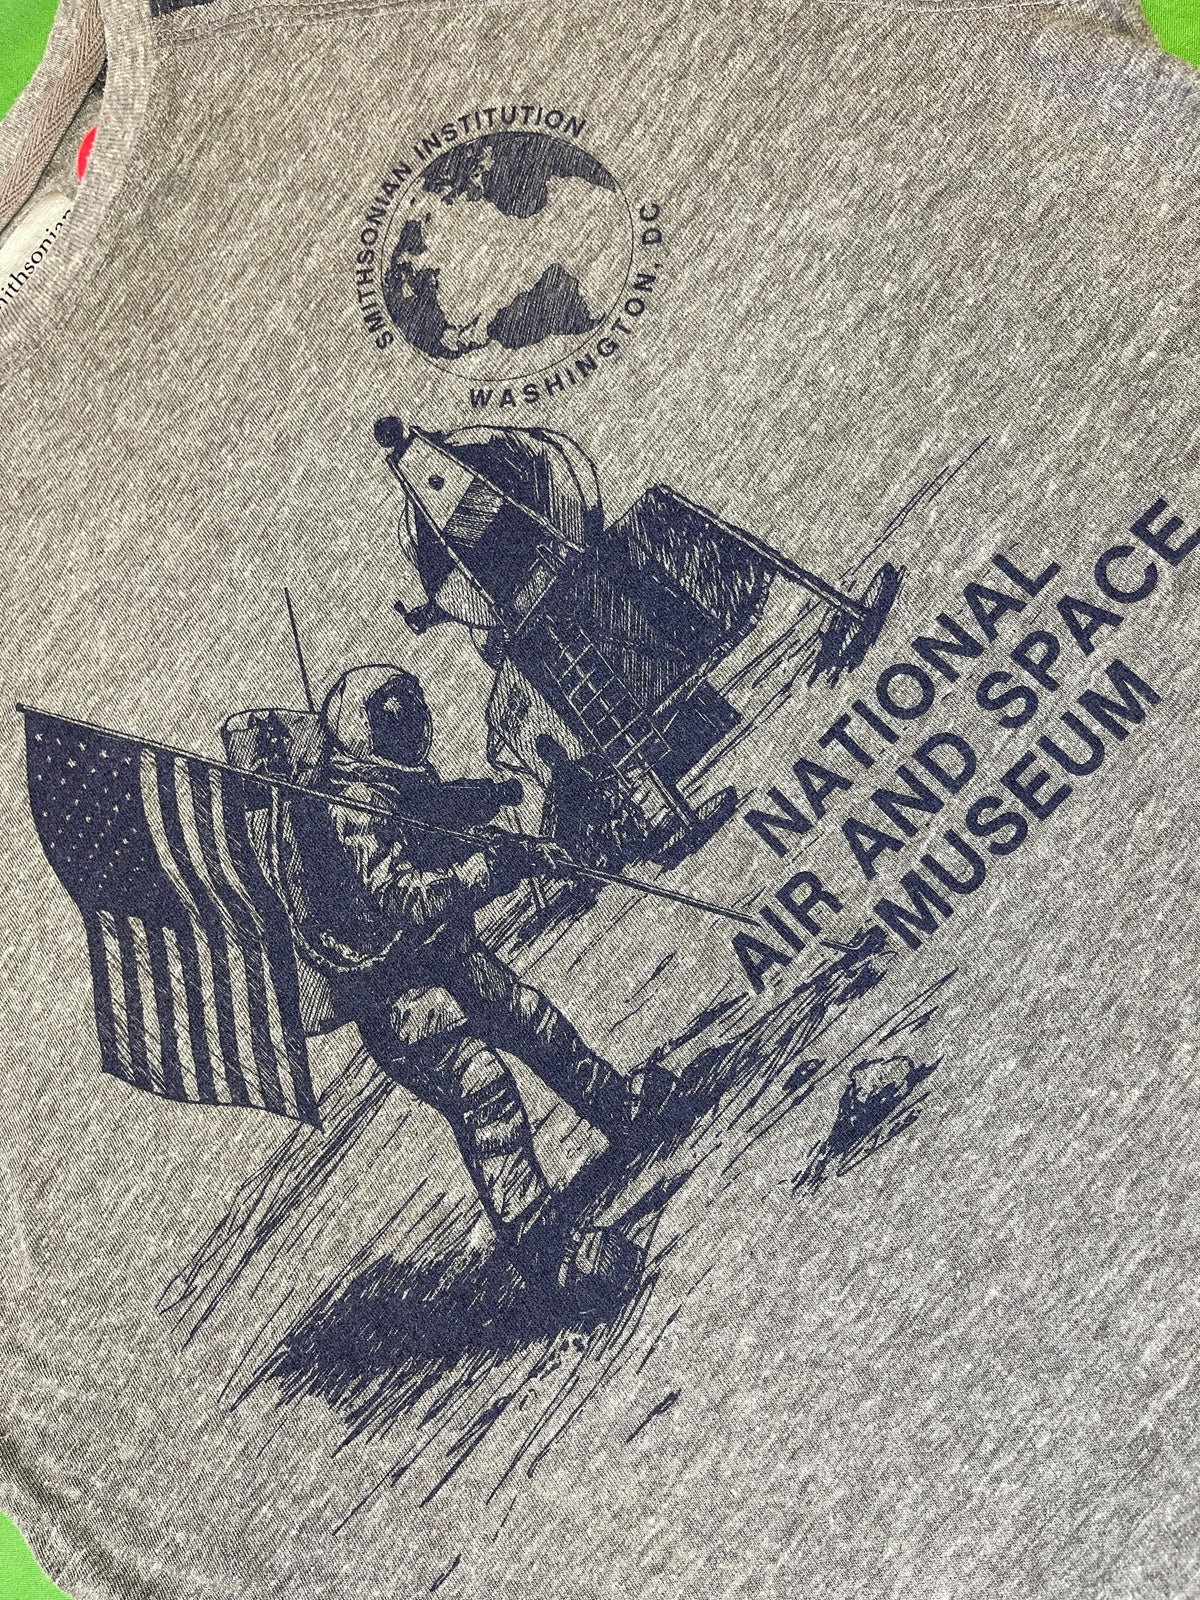 SMITHSONIAN INSTITUTION
WASHINGTON, DC
NATIONAL
AIR AND SPACE
MUSEUM